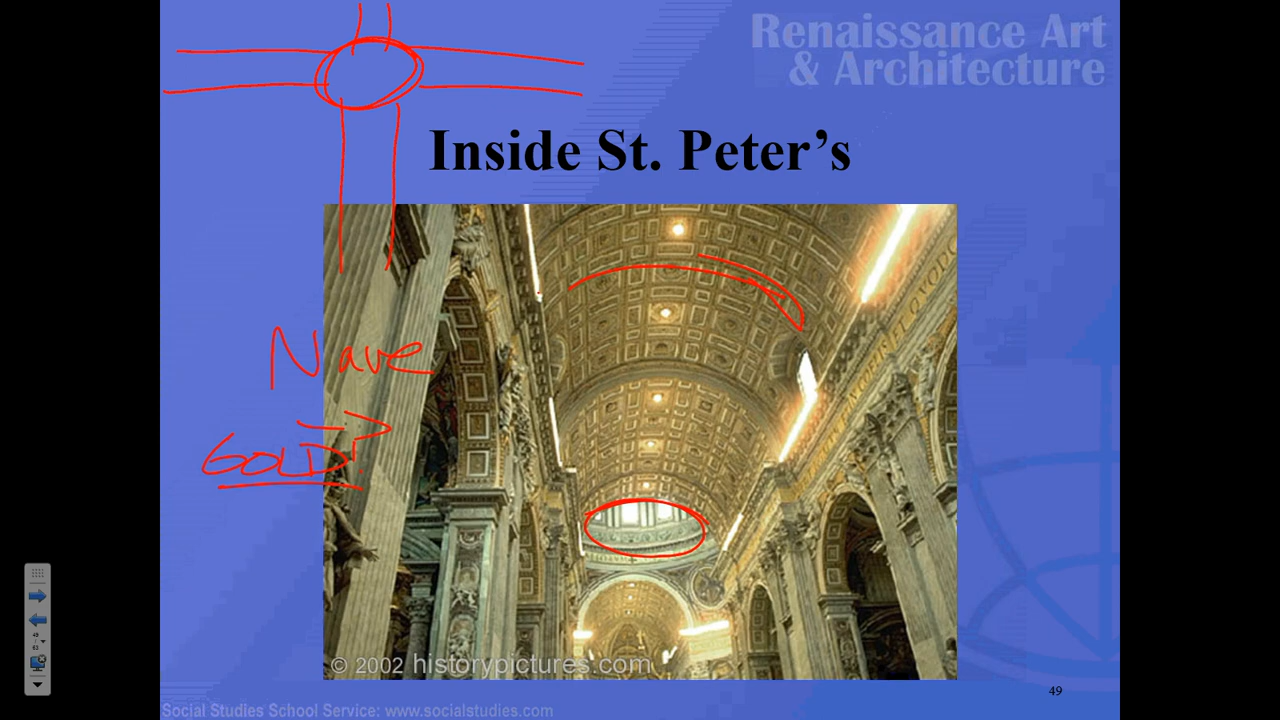 Renaissance Art
& Architecture
Inside St. Peter's
Nave
GOLD!
© 2002 historypictures.com
49
Social Studies School Service: www.socialstudies.com